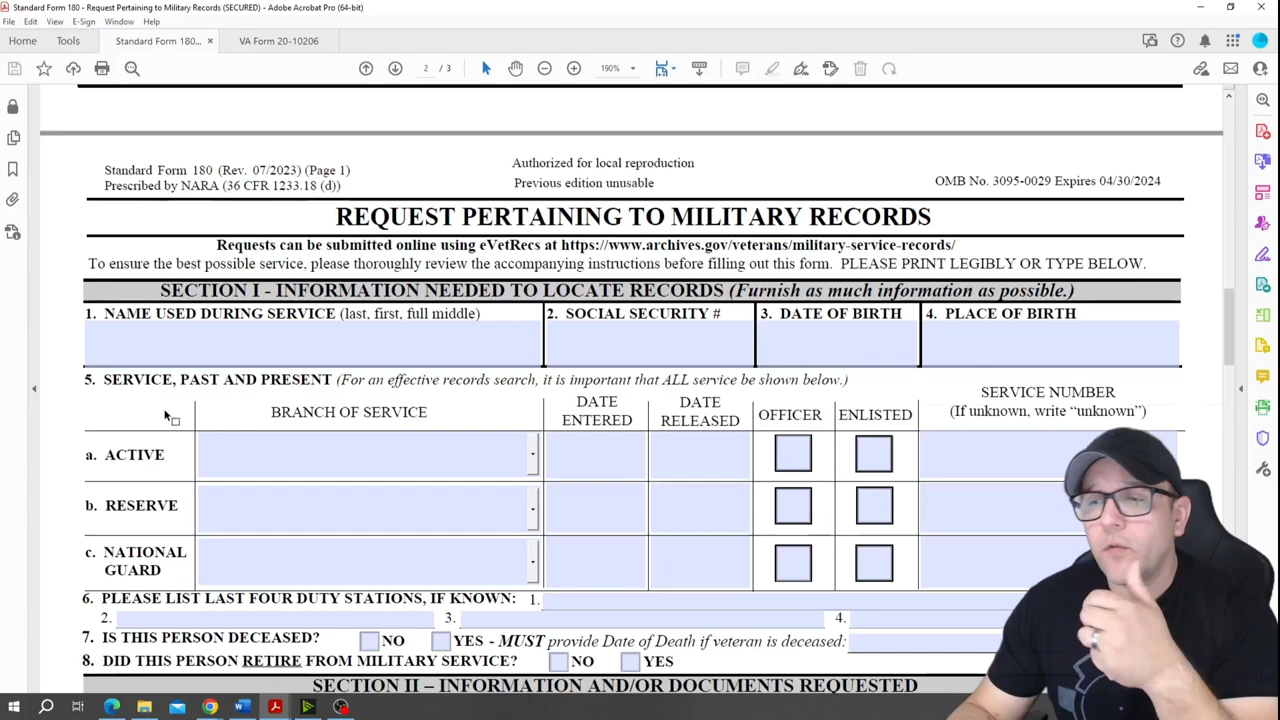 Standard Form 180 - Request Pertaining to Military Records (SECURED) - Adobe Acrobat Pro (64-bit)
File Edit View E-Sign Window Help
Home Tools Standard Form 180... × VA Form 20-10206
2 / 3 190%
Standard Form 180 (Rev. 07/2023) (Page 1)
Prescribed by NARA (36 CFR 1233.18 (d))
Authorized for local reproduction
Previous edition unusable
OMB No. 3095-0029 Expires 04/30/2024
REQUEST PERTAINING TO MILITARY RECORDS
Requests can be submitted online using eVetRecs at https://www.archives.gov/veterans/military-service-records/
To ensure the best possible service, please thoroughly review the accompanying instructions before filling out this form. PLEASE PRINT LEGIBLY OR TYPE BELOW.
SECTION I - INFORMATION NEEDED TO LOCATE RECORDS (Furnish as much information as possible.)
1. NAME USED DURING SERVICE (last, first, full middle)
2. SOCIAL SECURITY #
3. DATE OF BIRTH
4. PLACE OF BIRTH
5. SERVICE, PAST AND PRESENT (For an effective records search, it is important that ALL service be shown below.)
BRANCH OF SERVICE
DATE ENTERED
DATE RELEASED
OFFICER
ENLISTED
SERVICE NUMBER
(If unknown, write “unknown”)
a. ACTIVE
b. RESERVE
c. NATIONAL
GUARD
6. PLEASE LIST LAST FOUR DUTY STATIONS, IF KNOWN: 1.
2. 3. 4.
7. IS THIS PERSON DECEASED? NO YES - MUST provide Date of Death if veteran is deceased:
8. DID THIS PERSON RETIRE FROM MILITARY SERVICE? NO YES
SECTION II – INFORMATION AND/OR DOCUMENTS REQUESTED